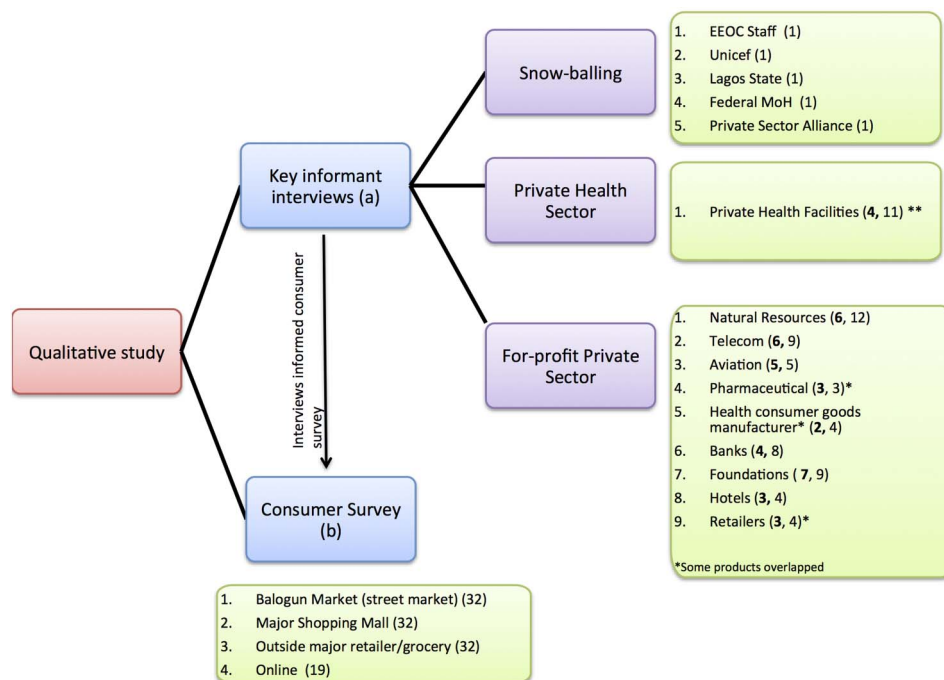 Qualitative study
Key informant
interviews (a)
Interviews informed consumer
survey
Consumer Survey
(b)
1. Balogun Market (street market) (32)
2. Major Shopping Mall (32)
3. Outside major retailer/grocery (32)
4. Online (19)
Snow-balling
1. EEOC Staff (1)
2. Unicef (1)
3. Lagos State (1)
4. Federal MoH (1)
5. Private Sector Alliance (1)
Private Health
Sector
1. Private Health Facilities (4, 11) **
For-profit Private
Sector
1. Natural Resources (6, 12)
2. Telecom (6, 9)
3. Aviation (5, 5)
4. Pharmaceutical (3, 3)*
5. Health consumer goods
manufacturer* (2, 4)
6. Banks (4, 8)
7. Foundations ( 7, 9)
8. Hotels (3, 4)
9. Retailers (3, 4)*
*Some products overlapped